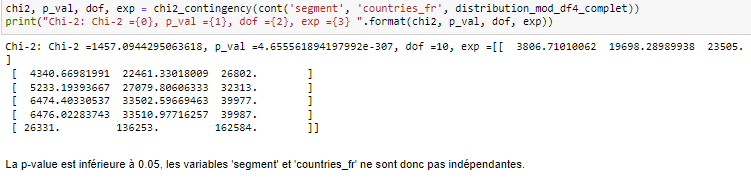 chi2, p_val, dof, exp = chi2_contingency(cont('segment', 'countries_fr', distribution_mod_df4_complet))
print("Chi-2: Chi-2 ={0}, p_val ={1}, dof ={2}, exp ={3} ".format(chi2, p_val, dof, exp))
Chi-2: Chi-2 =1457.0944295063618, p_val =4.655561894197992e-307, dof =10, exp =[[  3806.71010062  19698.28989938  23505.
]
[  4340.66981991  22461.33018009  26802.        ]
[  5233.19393667  27079.80606333  32313.        ]
[  6474.40330537  33502.59669463  39977.        ]
[  6476.02283743  33510.97716257  39987.        ]
[ 26331.         136253.         162584.        ]]
La p-value est inférieure à 0.05, les variables 'segment' et 'countries_fr' ne sont donc pas indépendantes.